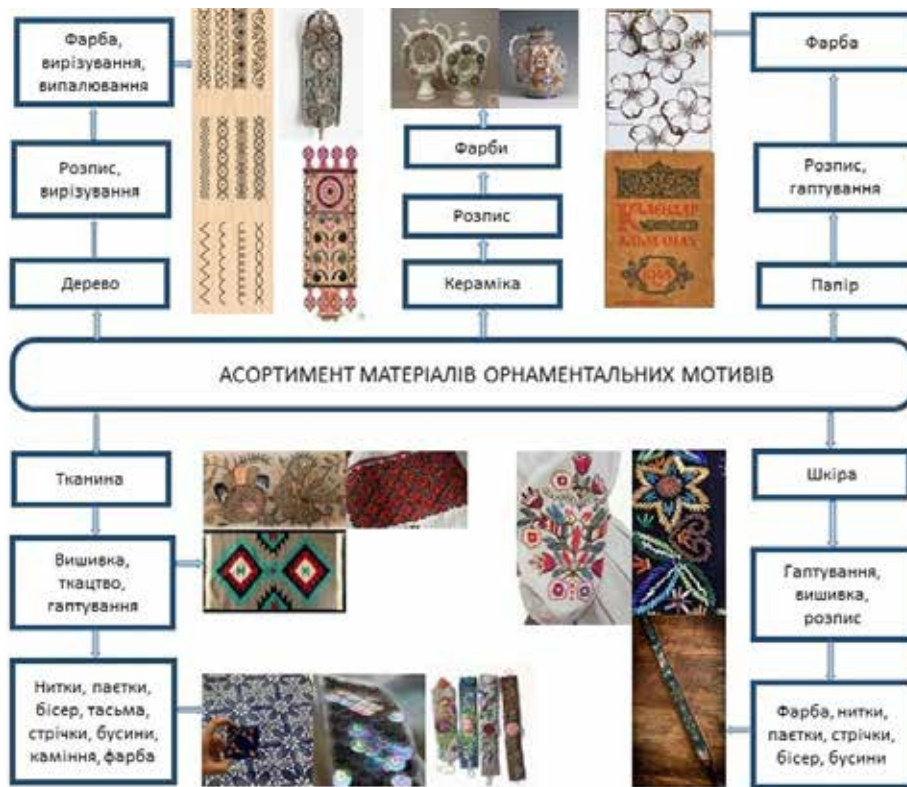 Фарба,
вирізування,
випалювання
Розпис,
вирізування
Дерево
Фарби
Розпис
Кераміка
Фарба
Розпис,
гаптування
Папір
КАЛЕНДАР
АЛЬМАНАХ
АСОРТИМЕНТ МАТЕРІАЛІВ ОРНАМЕНТАЛЬНИХ МОТИВІВ
Тканина
Вишивка,
ткацтво,
гаптування
Нитки, паєтки,
бісер, тасьма,
стрічки, бусини,
каміння, фарба
Шкіра
Гаптування,
вишивка,
розпис
Фарба, нитки,
паєтки, стрічки,
бісер, бусини